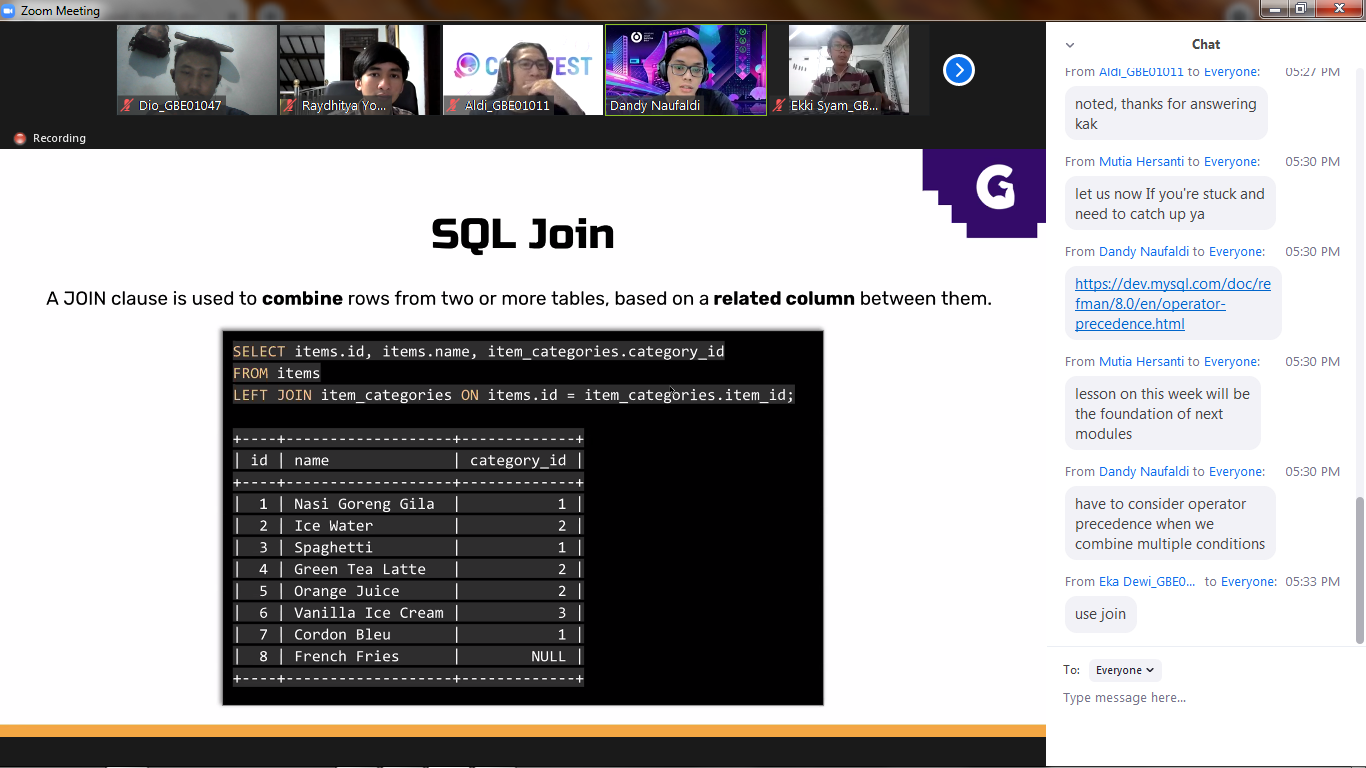 Zoom Meeting
Dio_GBE01047
Raydhitya Yo...
Aldi_GBE01011
Dandy Naufaldi
Ekki Syam_GB...
Recording
G
SQL Join
A JOIN clause is used to combine rows from two or more tables, based on a related column between them.
SELECT items.id, items.name, item_categories.category_id
FROM items
LEFT JOIN item_categories ON items.id = item_categories.item_id;
+----+-------------------+-------------+
| id | name              | category_id |
+----+-------------------+-------------+
|  1 | Nasi Goreng Gila  |           1 |
|  2 | Ice Water         |           2 |
|  3 | Spaghetti         |           1 |
|  4 | Green Tea Latte   |           2 |
|  5 | Orange Juice      |           2 |
|  6 | Vanilla Ice Cream |           3 |
|  7 | Cordon Bleu       |           1 |
|  8 | French Fries      |        NULL |
+----+-------------------+-------------+
Chat
From Aldi_GBE01011 to Everyone: 05:27 PM
noted, thanks for answering
kak
From Mutia Hersanti to Everyone: 05:30 PM
let us now If you're stuck and
need to catch up ya
From Dandy Naufaldi to Everyone: 05:30 PM
https://dev.mysql.com/doc/re
fman/8.0/en/operator-
precedence.html
From Mutia Hersanti to Everyone: 05:30 PM
lesson on this week will be
the foundation of next
modules
From Dandy Naufaldi to Everyone: 05:30 PM
have to consider operator
precedence when we
combine multiple conditions
From Eka Dewi_GBE0... to Everyone: 05:33 PM
use join
To: Everyone
Type message here...